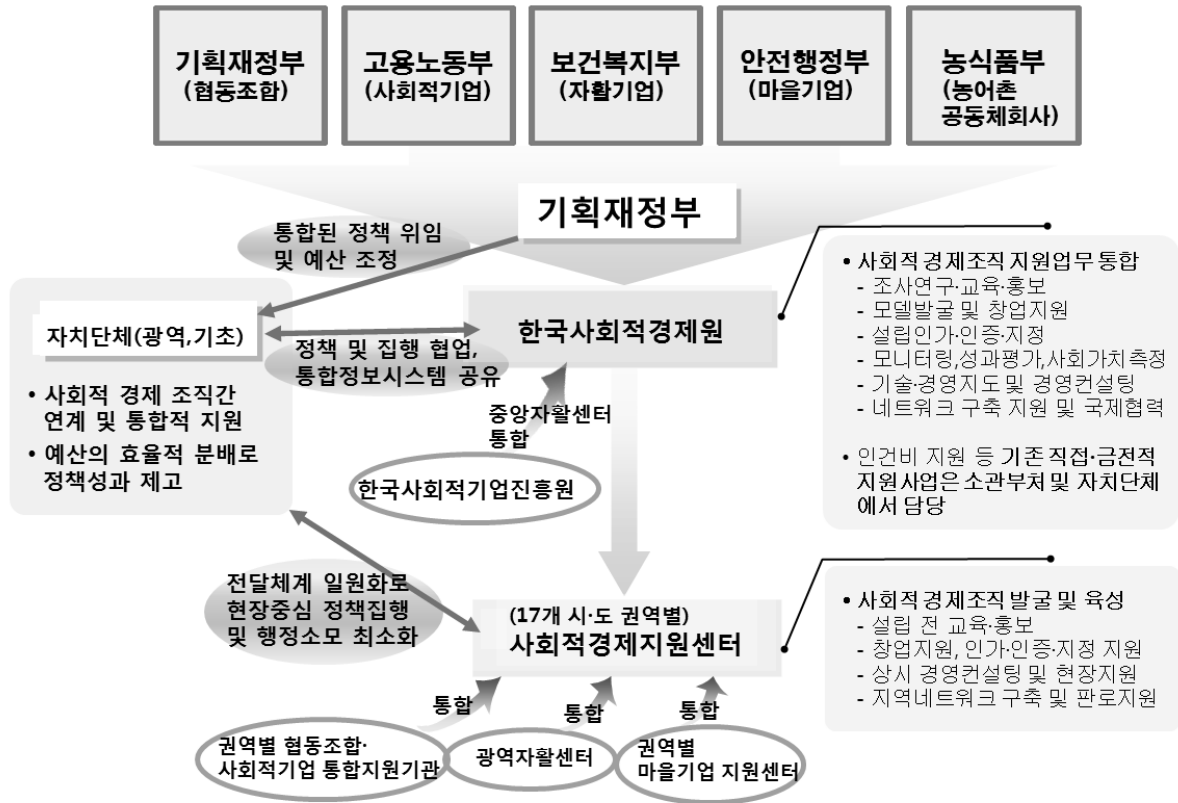 기획재정부
(협동조합)
고용노동부
(사회적기업)
보건복지부
(자활기업)
안전행정부
(마을기업)
농식품부
(농어촌
공동체회사)
기획재정부
통합된 정책 위임
및 예산 조정
자치단체(광역,기초)
• 사회적 경제 조직간
연계 및 통합적 지원
• 예산의 효율적 분배로
정책성과 제고
한국사회적경제원
정책 및 집행 협업,
통합정보시스템 공유
중앙자활센터
통합
한국사회적기업진흥원
• 사회적경제조직 지원업무 통합
- 조사연구·교육·홍보
- 모델발굴 및 창업지원
- 설립인가·인증·지정
- 모니터링,성과평가,사회가치측정
- 기술·경영지도 및 경영컨설팅
- 네트워크 구축 지원 및 국제협력
• 인건비 지원 등 기존 직접·금전적
지원사업은 소관부처 및 자치단체
에서 담당
전달체계 일원화로
현장중심 정책집행
및 행정소모 최소화
(17개 시·도 권역별)
사회적경제지원센터
• 사회적경제조직 발굴 및 육성
- 설립 전 교육·홍보
- 창업지원, 인가·인증·지정 지원
- 상시 경영컨설팅 및 현장지원
- 지역네트워크 구축 및 판로지원
통합
통합
통합
권역별 협동조합·
사회적기업 통합지원기관
광역자활센터
권역별
마을기업 지원센터